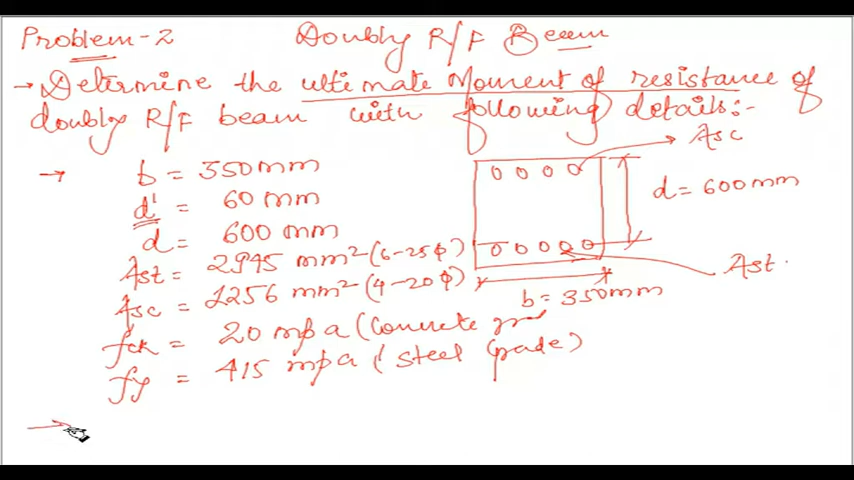 Problem-2 Doubly R/F Beam
→ Determine the ultimate Moment of resistance of
doubly R/F beam with following details:-
→ b = 350mm
d' = 60 mm
d = 600 mm
Ast = 2945 mm² (6-25ϕ)
Asc = 1256 mm² (4-20ϕ)
fck = 20 mpa (Concrete
fy = 415 mpa (Steel grade)
Asc
d = 600mm
Ast
b = 350mm